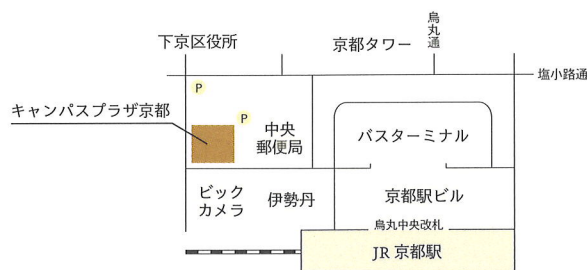 下京区役所
京都タワー
烏丸通
塩小路通
P
キャンパスプラザ京都
P
中央
郵便局
バスターミナル
ビック
カメラ
伊勢丹
京都駅ビル
烏丸中央改札
JR 京都駅